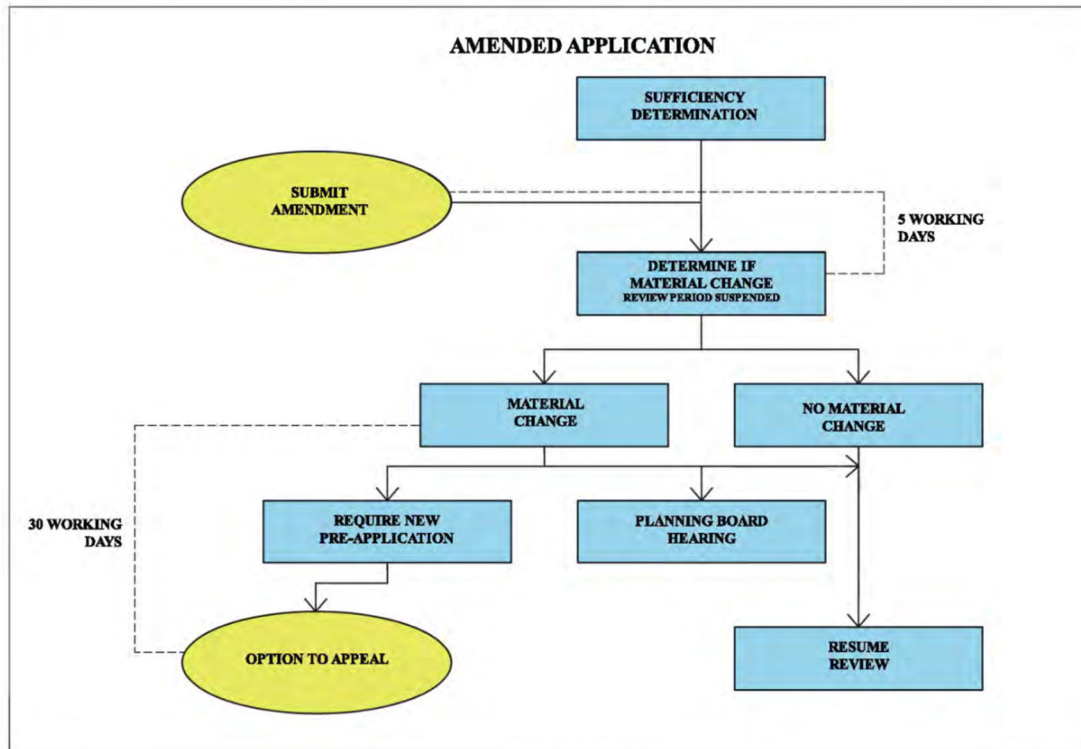 AMENDED APPLICATION
SUFFICIENCY
DETERMINATION
SUBMIT
AMENDMENT
5 WORKING
DAYS
DETERMINE IF
MATERIAL CHANGE
REVIEW PERIOD SUSPENDED
MATERIAL
CHANGE
NO MATERIAL
CHANGE
30 WORKING
DAYS
REQUIRE NEW
PRE-APPLICATION
PLANNING BOARD
HEARING
OPTION TO APPEAL
RESUME
REVIEW